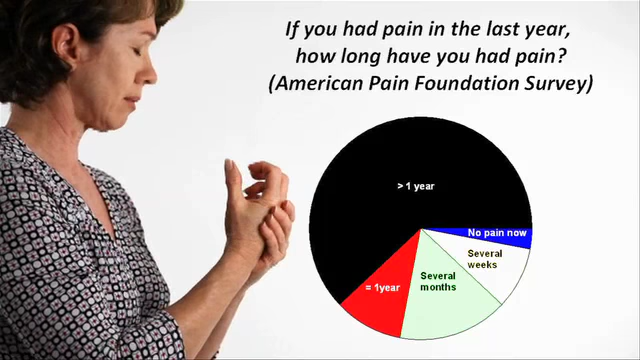 If you had pain in the last year,
how long have you had pain?
(American Pain Foundation Survey)
> 1 year
No pain now
Several
weeks
Several
months
= 1year